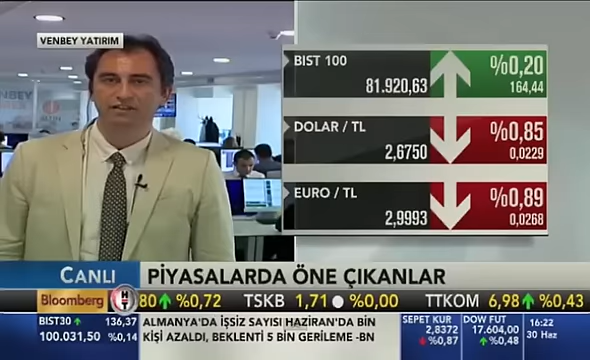 VENBEY YATIRIM
BIST 100
81.920,63
%0,20
164,44
DOLAR / TL
2,6750
%0,85
0,0229
EURO / TL
2,9993
%0,89
0,0268
CANLI
PİYASALARDA ÖNE ÇIKANLAR
Bloomberg HT
80 %0,72 TSKB 1,71 %0,00 TTKOM 6,98 %0,43
BIST30 136,37
100.031,50 %0,14
ALMANYA'DA İŞSİZ SAYISI HAZIRAN'DA BİN
KİŞİ AZALDI, BEKLENTİ 5 BİN GERİLEME -BN
SEPET KUR
2,8372
%0,87
DOW FUT
17.604,00
%0,48
16:22
30 Haz